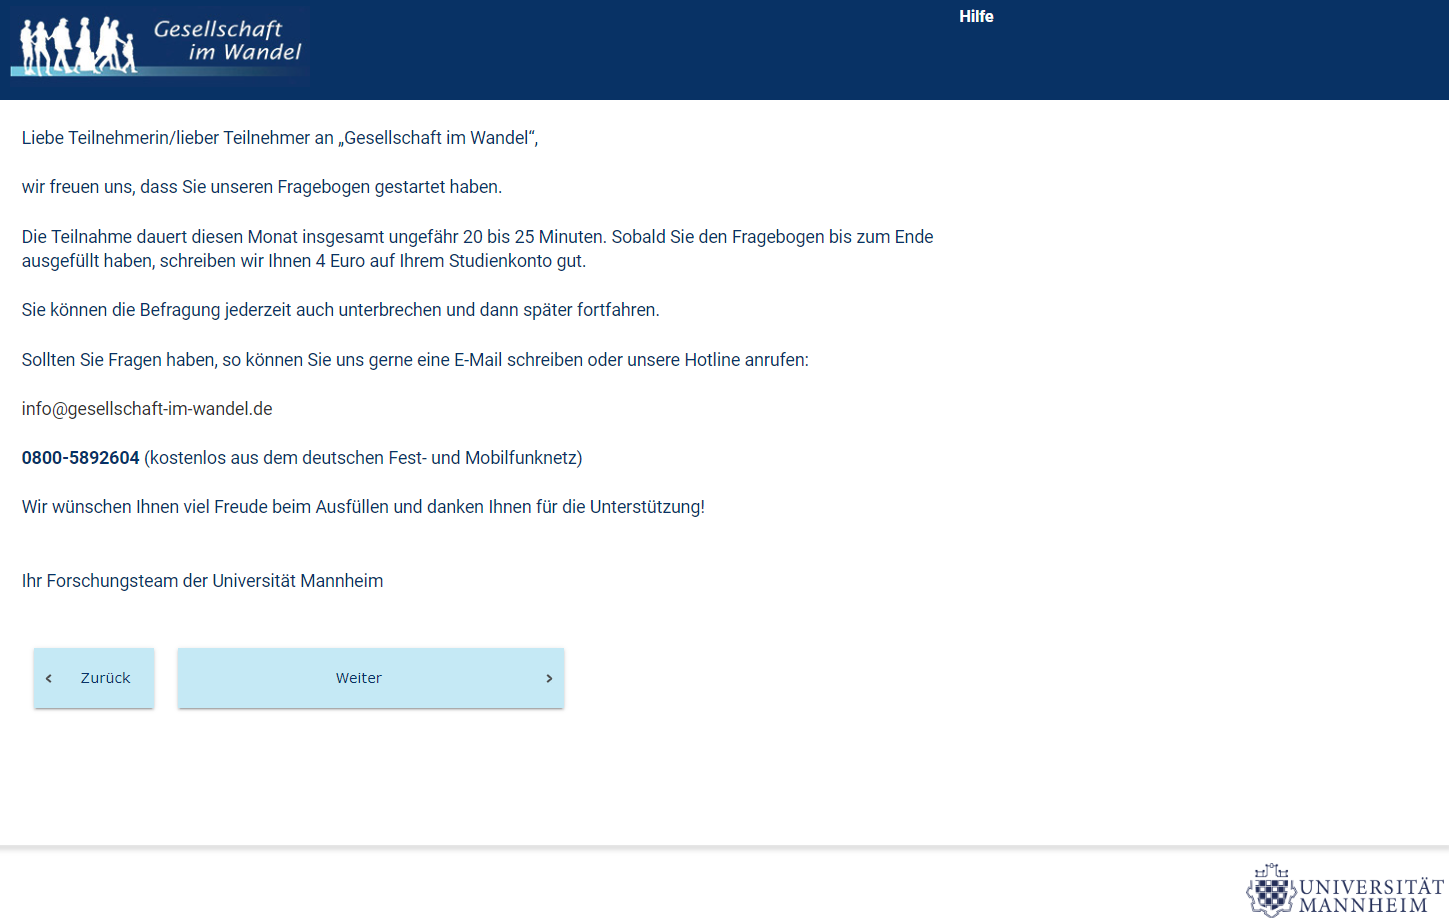 Gesellschaft
im Wandel
Hilfe
Liebe Teilnehmerin/lieber Teilnehmer an „Gesellschaft im Wandel“,
wir freuen uns, dass Sie unseren Fragebogen gestartet haben.
Die Teilnahme dauert diesen Monat insgesamt ungefähr 20 bis 25 Minuten. Sobald Sie den Fragebogen bis zum Ende
ausgefüllt haben, schreiben wir Ihnen 4 Euro auf Ihrem Studienkonto gut.
Sie können die Befragung jederzeit auch unterbrechen und dann später fortfahren.
Sollten Sie Fragen haben, so können Sie uns gerne eine E-Mail schreiben oder unsere Hotline anrufen:
info@gesellschaft-im-wandel.de
0800-5892604 (kostenlos aus dem deutschen Fest- und Mobilfunknetz)
Wir wünschen Ihnen viel Freude beim Ausfüllen und danken Ihnen für die Unterstützung!
Ihr Forschungsteam der Universität Mannheim
Zurück
Weiter
UNIVERSITÄT
MANNHEIM